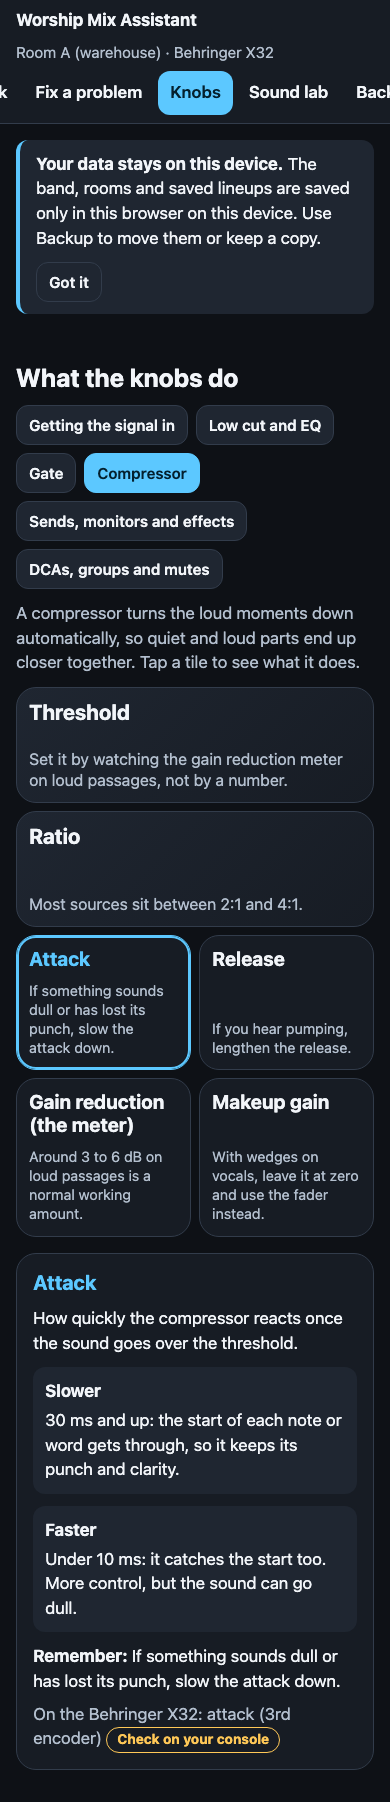 Worship Mix Assistant
Room A (warehouse) · Behringer X32
k Fix a problem Knobs Sound lab Back
Your data stays on this device. The
band, rooms and saved lineups are saved
only in this browser on this device. Use
Backup to move them or keep a copy.
Got it
What the knobs do
Getting the signal in Low cut and EQ
Gate Compressor
Sends, monitors and effects
DCAs, groups and mutes
A compressor turns the loud moments down
automatically, so quiet and loud parts end up
closer together. Tap a tile to see what it does.
Threshold
Set it by watching the gain reduction meter
on loud passages, not by a number.
Ratio
Most sources sit between 2:1 and 4:1.
Attack
If something sounds
dull or has lost its
punch, slow the
attack down.
Release
If you hear pumping,
lengthen the release.
Gain reduction
(the meter)
Around 3 to 6 dB on
loud passages is a
normal working
amount.
Makeup gain
With wedges on
vocals, leave it at zero
and use the fader
instead.
Attack
How quickly the compressor reacts once
the sound goes over the threshold.
Slower
30 ms and up: the start of each note or
word gets through, so it keeps its
punch and clarity.
Faster
Under 10 ms: it catches the start too.
More control, but the sound can go
dull.
Remember: If something sounds dull or
has lost its punch, slow the attack down.
On the Behringer X32: attack (3rd
encoder) Check on your console